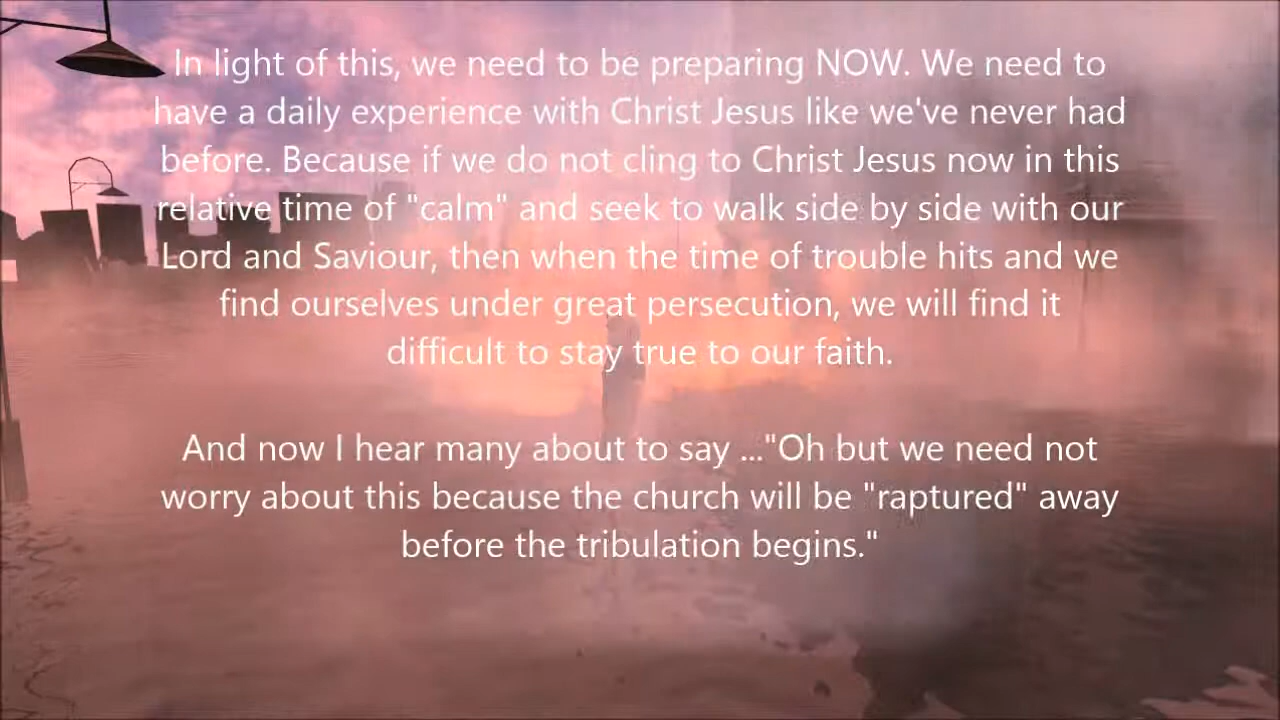 In light of this, we need to be preparing NOW. We need to
have a daily experience with Christ Jesus like we've never had
before. Because if we do not cling to Christ Jesus now in this
relative time of "calm" and seek to walk side by side with our
Lord and Saviour, then when the time of trouble hits and we
find ourselves under great persecution, we will find it
difficult to stay true to our faith.
And now I hear many about to say ..."Oh but we need not
worry about this because the church will be "raptured" away
before the tribulation begins."